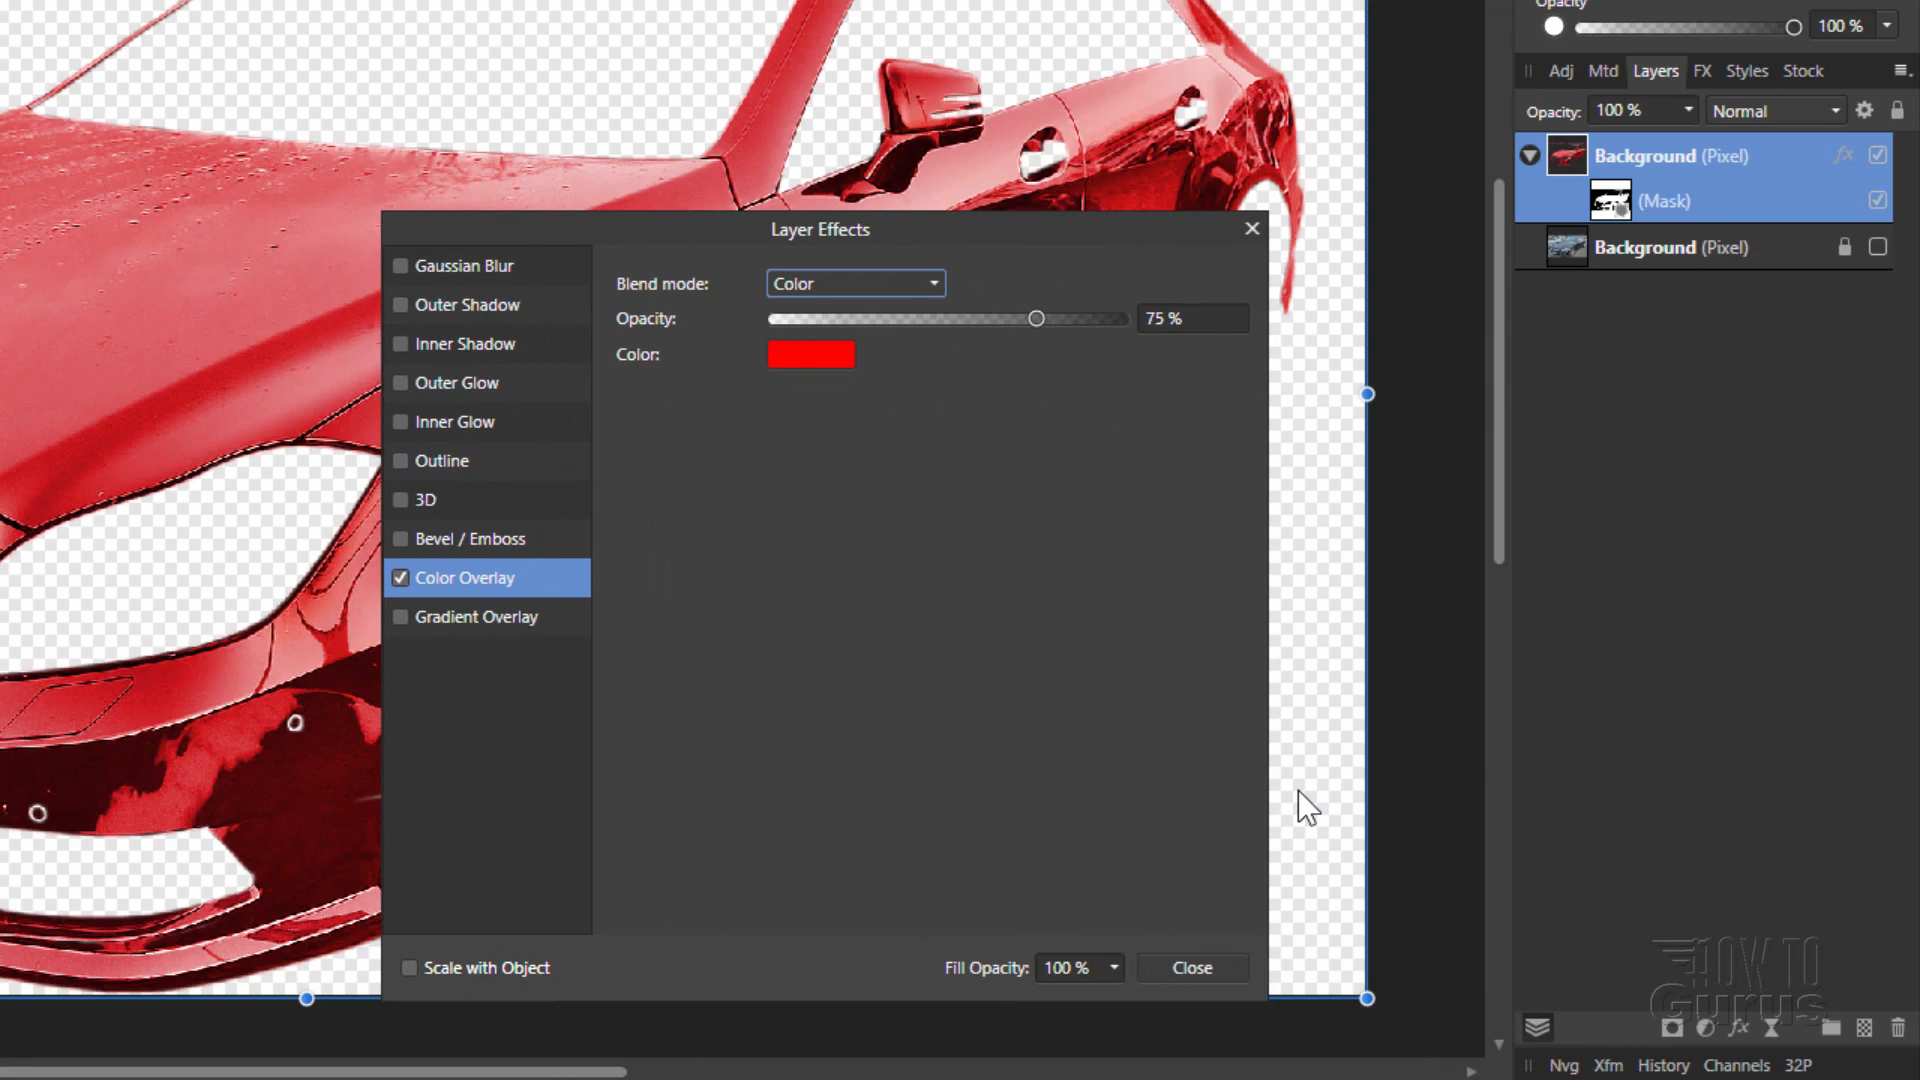 Opacity
100 %
Adj Mtd Layers FX Styles Stock
Opacity: 100 % Normal
Background (Pixel)
(Mask)
Background (Pixel)
Layer Effects
Gaussian Blur
Outer Shadow
Inner Shadow
Outer Glow
Inner Glow
Outline
3D
Bevel / Emboss
Color Overlay
Gradient Overlay
Blend mode: Color
Opacity: 75 %
Color:
Scale with Object
Fill Opacity: 100 % Close
HOW TO
Gurus
Nvg Xfm History Channels 32P